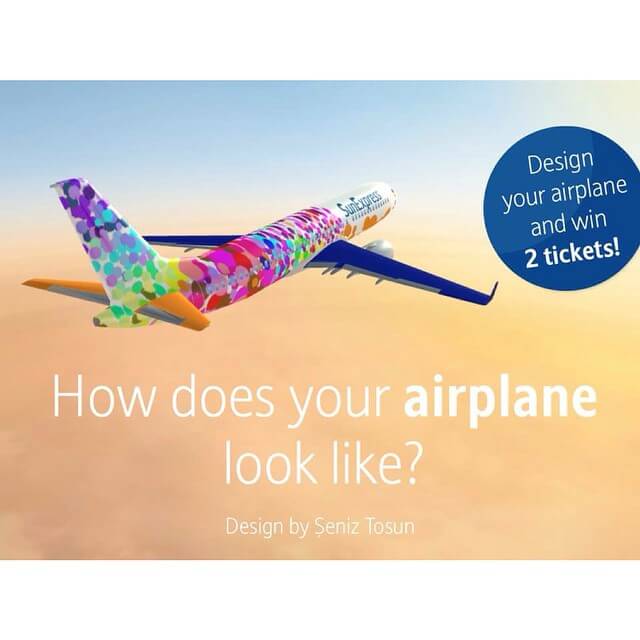 SunExpress
Design
your airplane
and win
2 tickets!
How does your airplane
look like?
Design by Şeniz Tosun